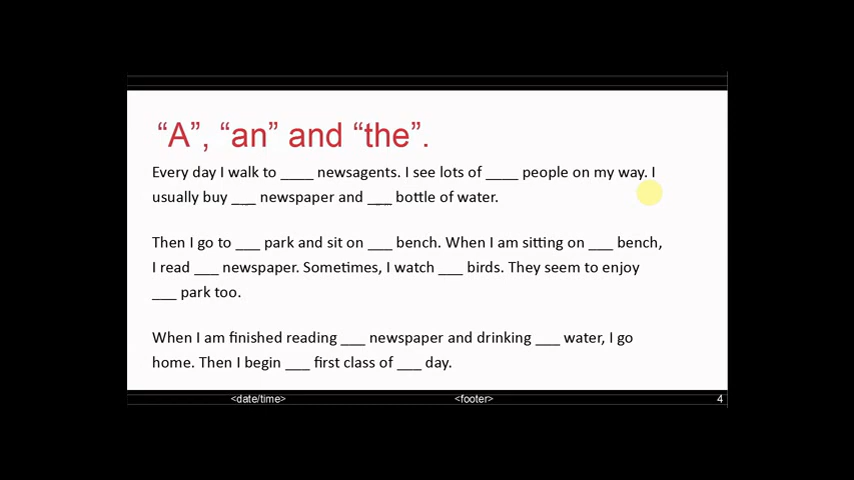 “A”, “an” and “the”.
Every day I walk to ____ newsagents. I see lots of ____ people on my way. I
usually buy ___ newspaper and ___ bottle of water.
Then I go to ___ park and sit on ___ bench. When I am sitting on ___ bench,
I read ___ newspaper. Sometimes, I watch ___ birds. They seem to enjoy
___ park too.
When I am finished reading ___ newspaper and drinking ___ water, I go
home. Then I begin ___ first class of ___ day.
<date/time> <footer> 4